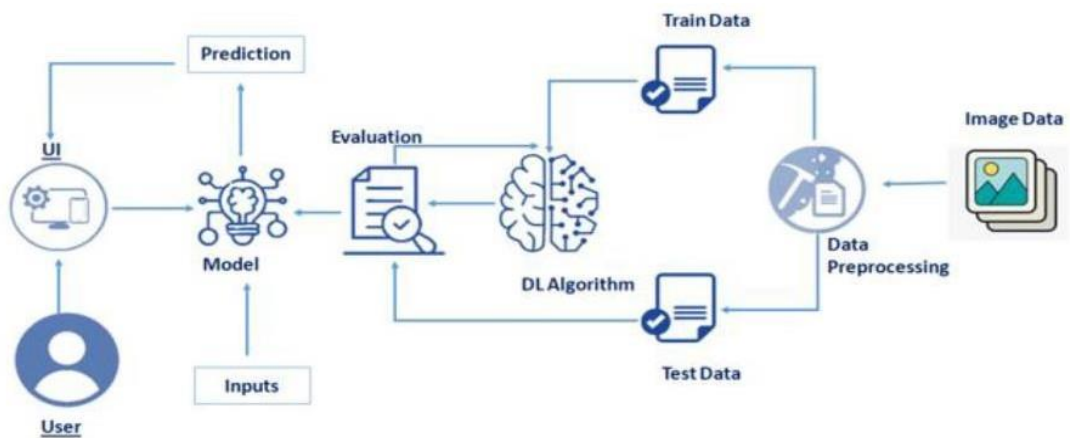 Train Data
Prediction
Image Data
Evaluation
UI
Data
Preprocessing
Model
DL Algorithm
Inputs
Test Data
User